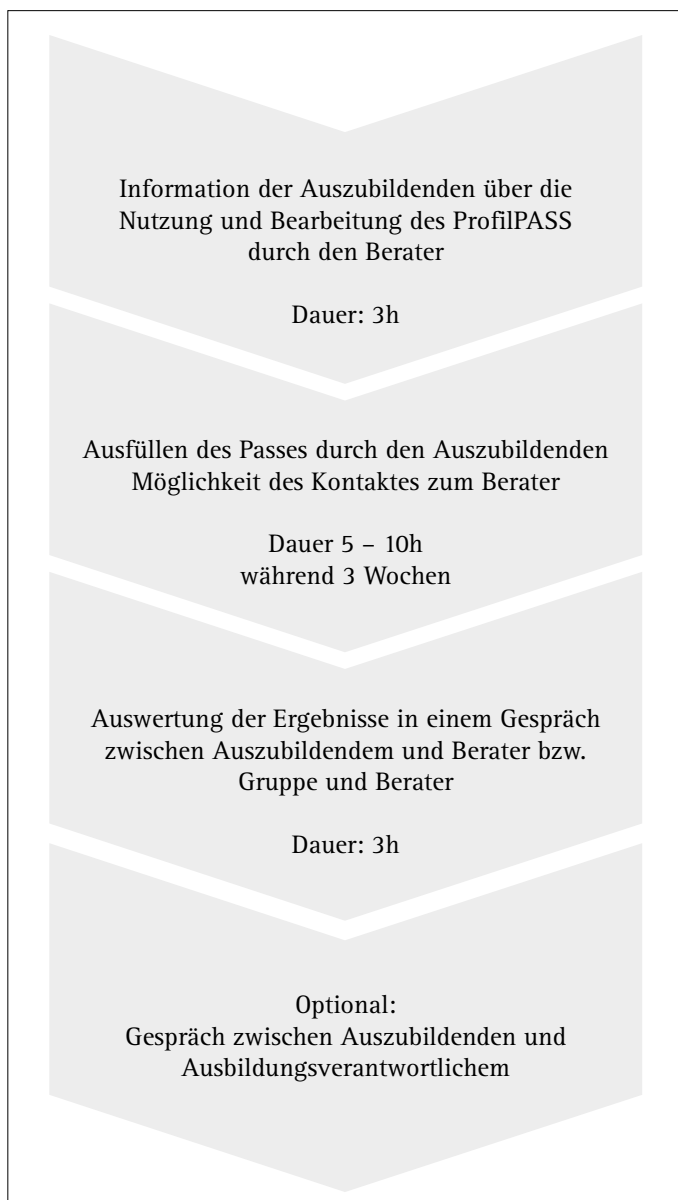 Information der Auszubildenden über die
Nutzung und Bearbeitung des ProfilPASS
durch den Berater
Dauer: 3h
Ausfüllen des Passes durch den Auszubildenden
Möglichkeit des Kontaktes zum Berater
Dauer 5 – 10h
während 3 Wochen
Auswertung der Ergebnisse in einem Gespräch
zwischen Auszubildendem und Berater bzw.
Gruppe und Berater
Dauer: 3h
Optional:
Gespräch zwischen Auszubildenden und
Ausbildungsverantwortlichem